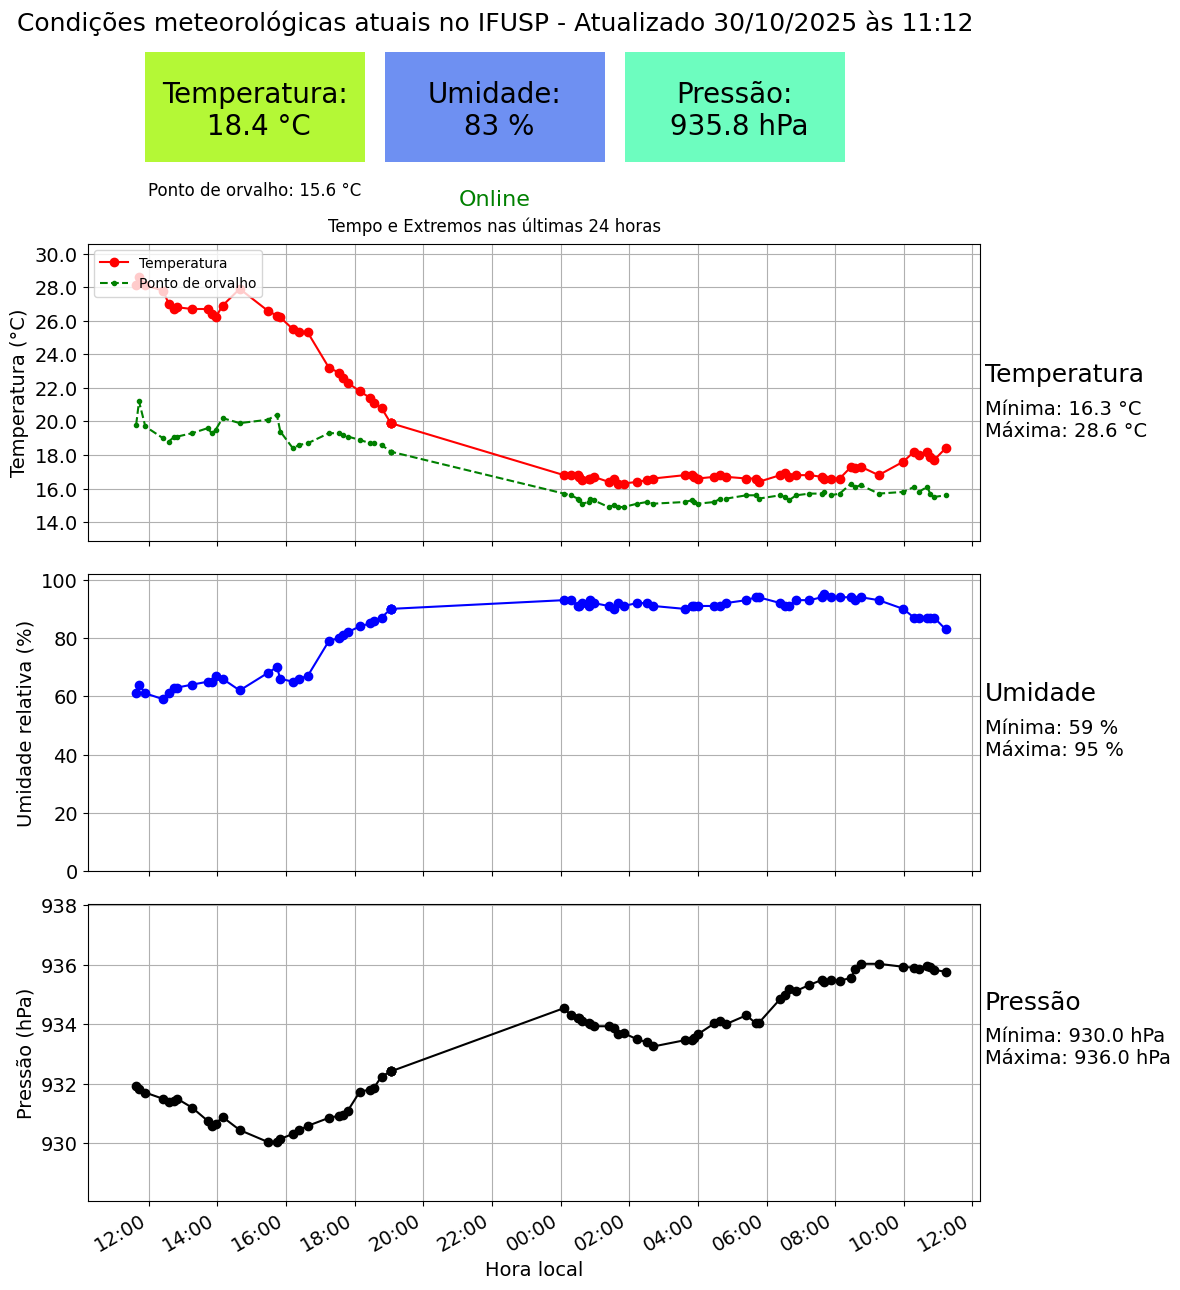 Condições meteorológicas atuais no IFUSP - Atualizado 30/10/2025 às 11:12
Temperatura:
18.4 °C
Umidade:
83 %
Pressão:
935.8 hPa
Ponto de orvalho: 15.6 °C
Online
Tempo e Extremos nas últimas 24 horas
Temperatura (°C)
30.0
28.0
26.0
24.0
22.0
20.0
18.0
16.0
14.0
Temperatura
Ponto de orvalho
Temperatura
Mínima: 16.3 °C
Máxima: 28.6 °C
Umidade relativa (%)
100
80
60
40
20
0
Umidade
Mínima: 59 %
Máxima: 95 %
Pressão (hPa)
938
936
934
932
930
Pressão
Mínima: 930.0 hPa
Máxima: 936.0 hPa
12:00
14:00
16:00
18:00
20:00
22:00
00:00
02:00
04:00
06:00
08:00
10:00
12:00
Hora local